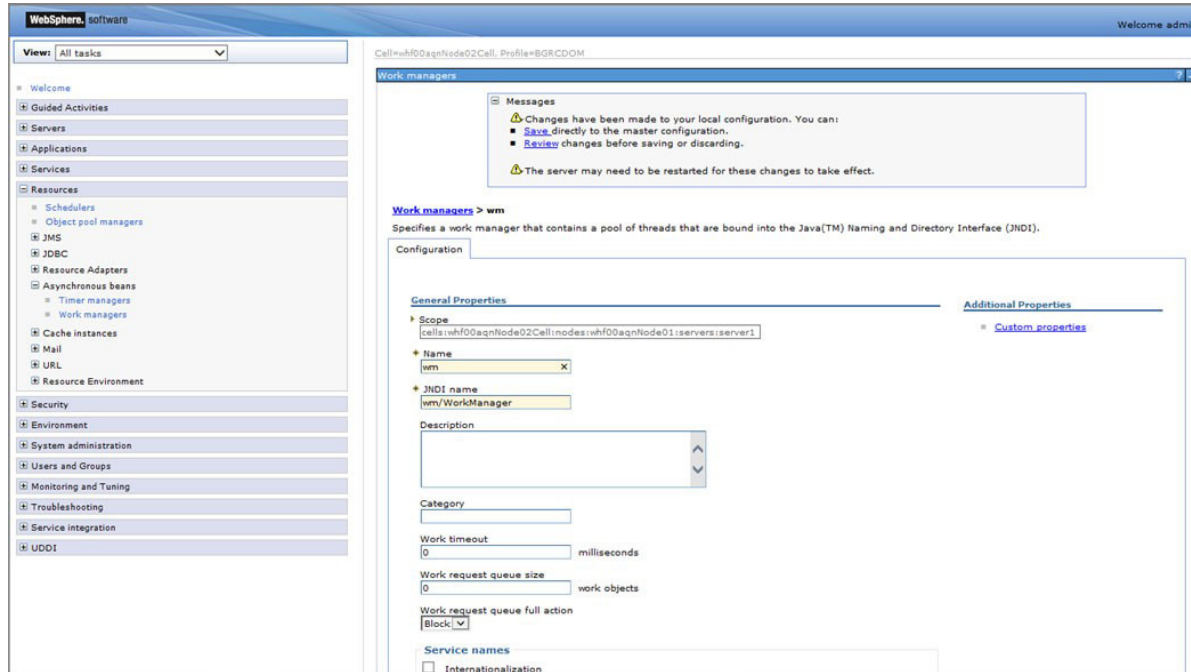 WebSphere. software
Welcome admi
View: All tasks
Cell=whf00aqnNode02Cell, Profile=BGRCDOM
Welcome
Guided Activities
Servers
Applications
Services
Resources
Schedulers
Object pool managers
JMS
JDBC
Resource Adapters
Asynchronous beans
Timer managers
Work managers
Cache instances
Mail
URL
Resource Environment
Security
Environment
System administration
Users and Groups
Monitoring and Tuning
Troubleshooting
Service integration
UDDI
Work managers
?
Messages
Changes have been made to your local configuration. You can:
Save directly to the master configuration.
Review changes before saving or discarding.
The server may need to be restarted for these changes to take effect.
Work managers > wm
Specifies a work manager that contains a pool of threads that are bound into the Java(TM) Naming and Directory Interface (JNDI).
Configuration
General Properties
Scope
cells:whf00aqnNode02Cell:nodes:whf00aqnNode01:servers:server1
Name
wm
JNDI name
wm/WorkManager
Description
Category
Work timeout
0 milliseconds
Work request queue size
0 work objects
Work request queue full action
Block
Service names
Internationalization
Additional Properties
Custom properties